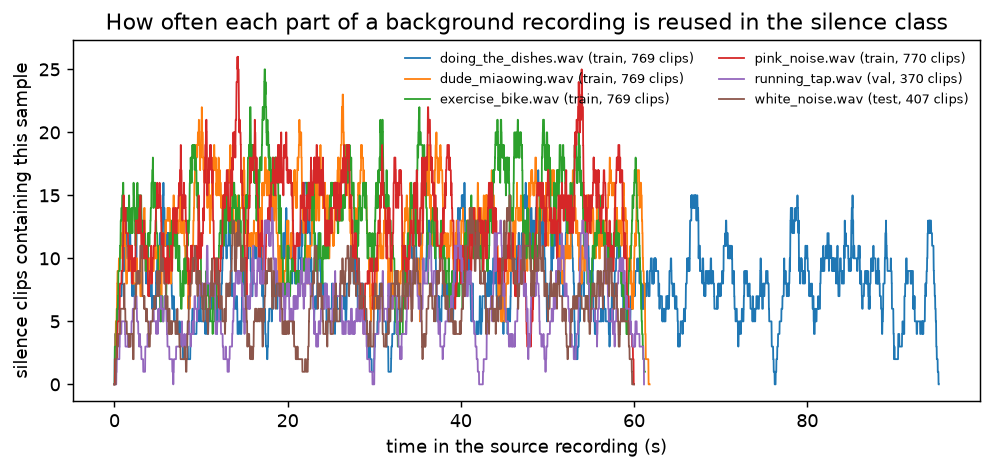 How often each part of a background recording is reused in the silence class
silence clips containing this sample
25
20
15
10
5
0
doing_the_dishes.wav (train, 769 clips)
dude_miaowing.wav (train, 769 clips)
exercise_bike.wav (train, 769 clips)
pink_noise.wav (train, 770 clips)
running_tap.wav (val, 370 clips)
white_noise.wav (test, 407 clips)
0
20
40
60
80
time in the source recording (s)